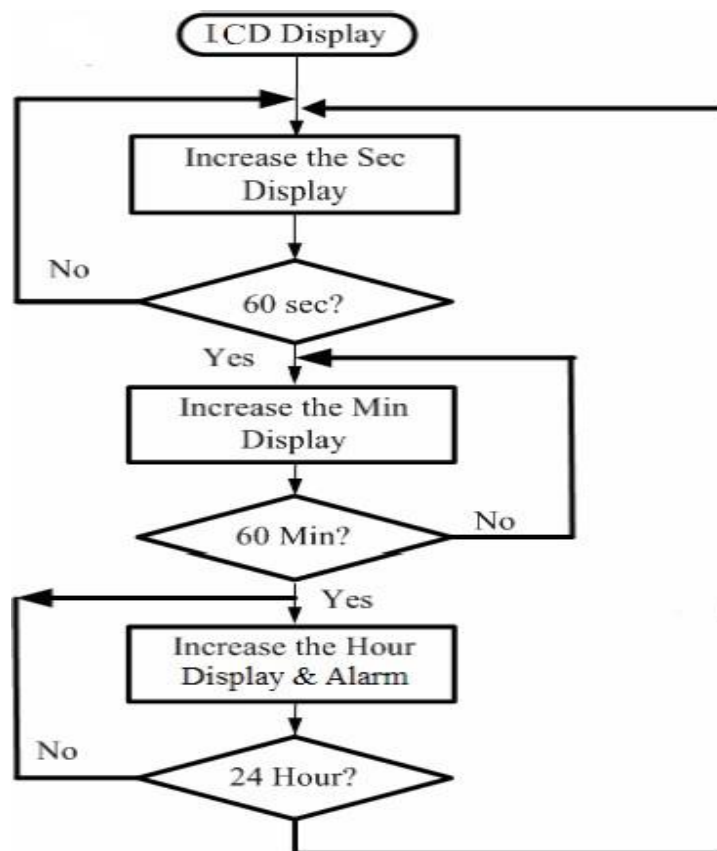 LCD Display
Increase the Sec
Display
No
60 sec?
Yes
Increase the Min
Display
60 Min?
No
Yes
Increase the Hour
Display & Alarm
No
24 Hour?